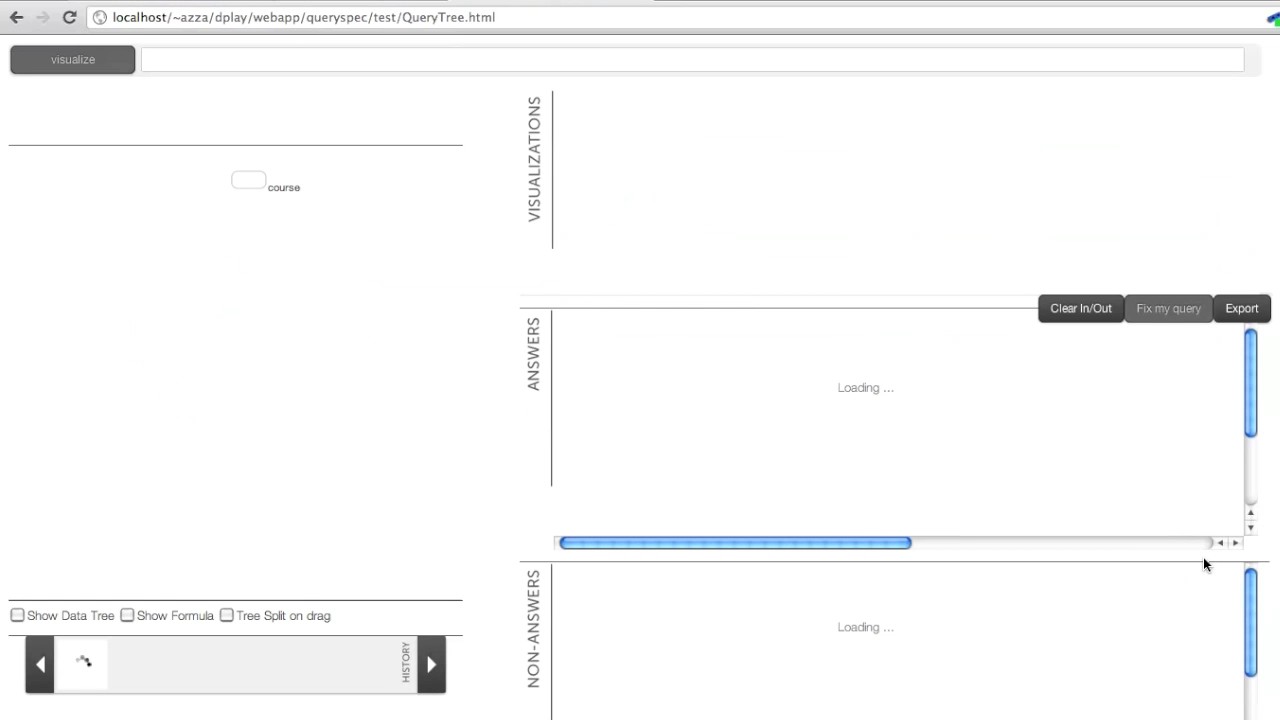 localhost/~azza/dplay/webapp/queryspec/test/QueryTree.html
visualize
course
VISUALIZATIONS
Clear In/Out Fix my query Export
ANSWERS
Loading ...
NON-ANSWERS
Loading ...
Show Data Tree Show Formula Tree Split on drag
HISTORY